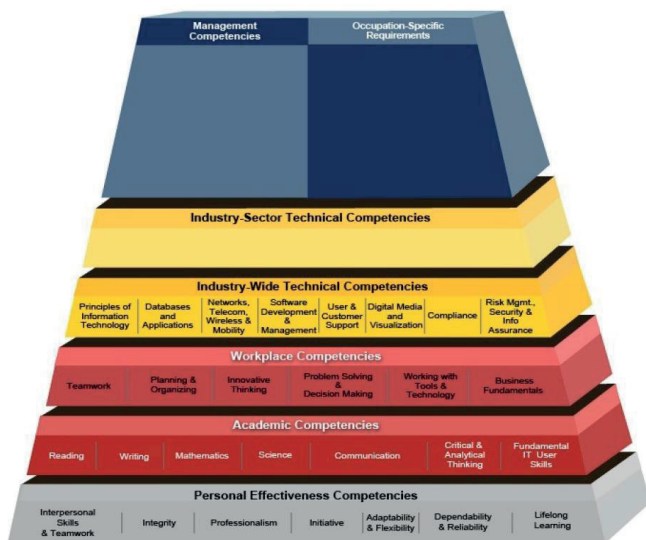 Management
Competencies
Occupation-Specific
Requirements
Industry-Sector Technical Competencies
Industry-Wide Technical Competencies
Principles of
Information
Technology
Databases
and
Applications
Networks,
Telecom,
Wireless &
Mobility
Software
Development
&
Management
User &
Customer
Support
Digital Media
and
Visualization
Compliance
Risk Mgmt.,
Security &
Info
Assurance
Workplace Competencies
Teamwork
Planning &
Organizing
Innovative
Thinking
Problem Solving
&
Decision Making
Working with
Tools &
Technology
Business
Fundamentals
Academic Competencies
Reading
Writing
Mathematics
Science
Communication
Critical &
Analytical
Thinking
Fundamental
IT User
Skills
Personal Effectiveness Competencies
Interpersonal
Skills
& Teamwork
Integrity
Professionalism
Initiative
Adaptability
& Flexibility
Dependability
& Reliability
Lifelong
Learning